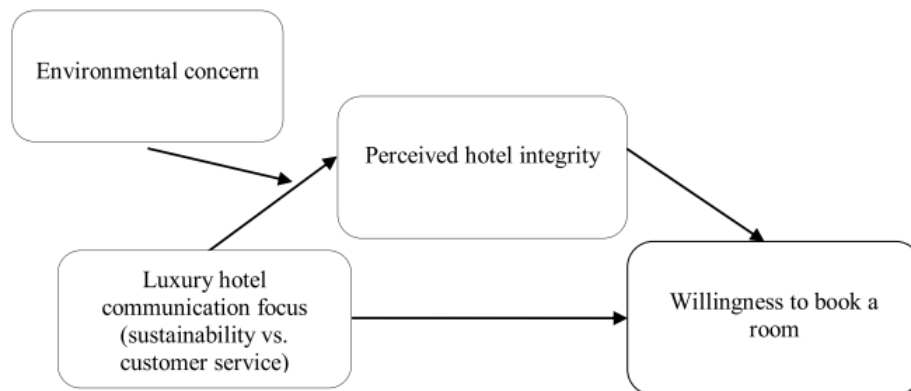 Environmental concern
Perceived hotel integrity
Luxury hotel
communication focus
(sustainability vs.
customer service)
Willingness to book a
room